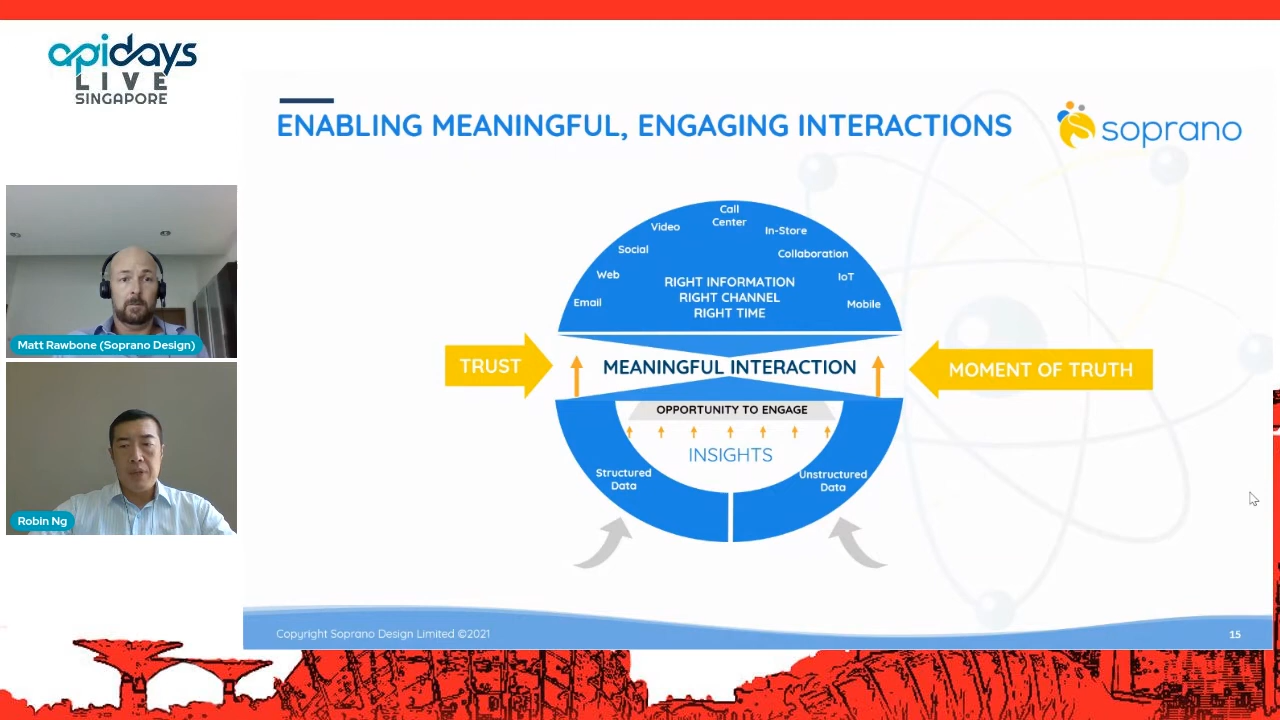 apidays
LIVE
SINGAPORE
ENABLING MEANINGFUL, ENGAGING INTERACTIONS
soprano
Call
Center
Video
In-Store
Social
Collaboration
Web
IoT
Email
Mobile
RIGHT INFORMATION
RIGHT CHANNEL
RIGHT TIME
TRUST
MEANINGFUL INTERACTION
MOMENT OF TRUTH
OPPORTUNITY TO ENGAGE
INSIGHTS
Structured
Data
Unstructured
Data
Matt Rawbone (Soprano Design)
Robin Ng
Copyright Soprano Design Limited ©2021
15